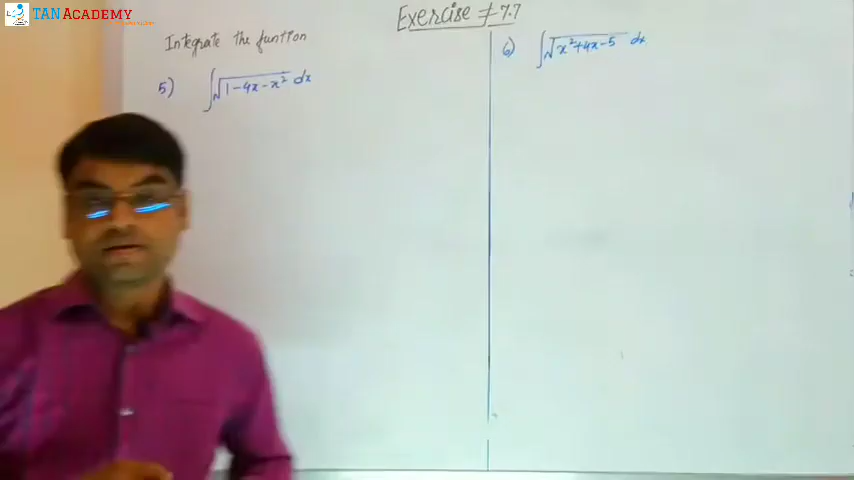 TAN ACADEMY
Exercise ≠ 7.7
Integrate the funtion
5) ∫√1-4x-x² dx
6) ∫√x²+4x-5 dx